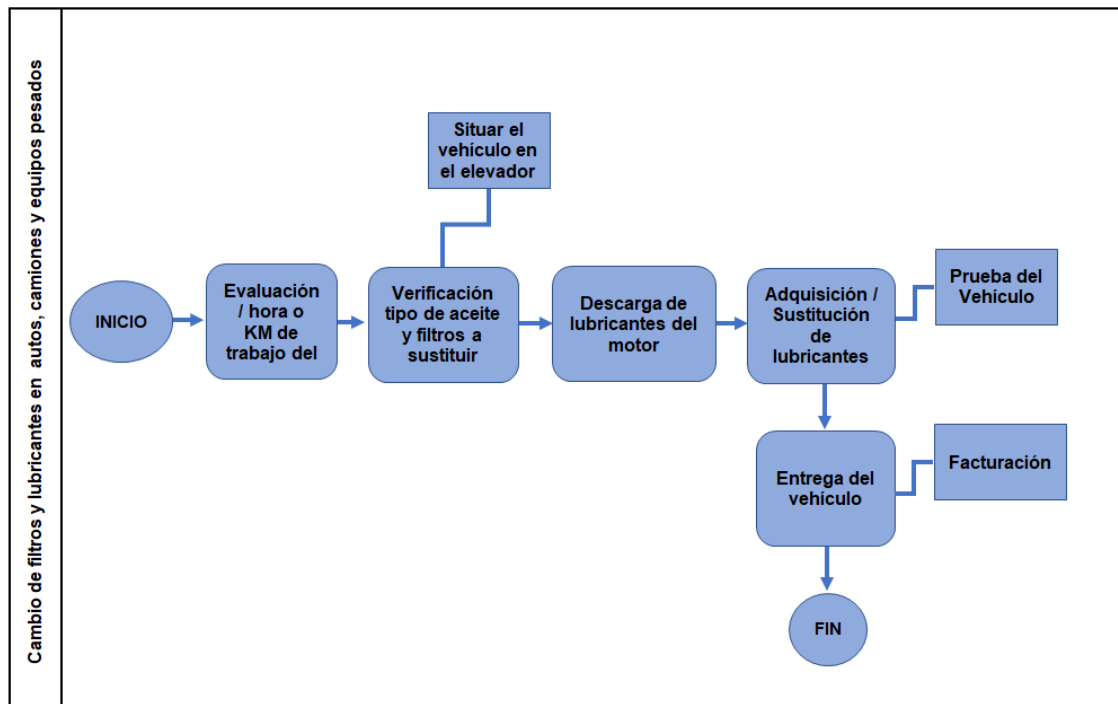 Cambio de filtros y lubricantes en autos, camiones y equipos pesados
INICIO
Evaluación
/ hora o
KM de
trabajo del
Verificación
tipo de aceite
y filtros a
sustituir
Situar el
vehículo en
el elevador
Descarga de
lubricantes del
motor
Adquisición /
Sustitución
de
lubricantes
Prueba del
Vehículo
Entrega del
vehículo
Facturación
FIN